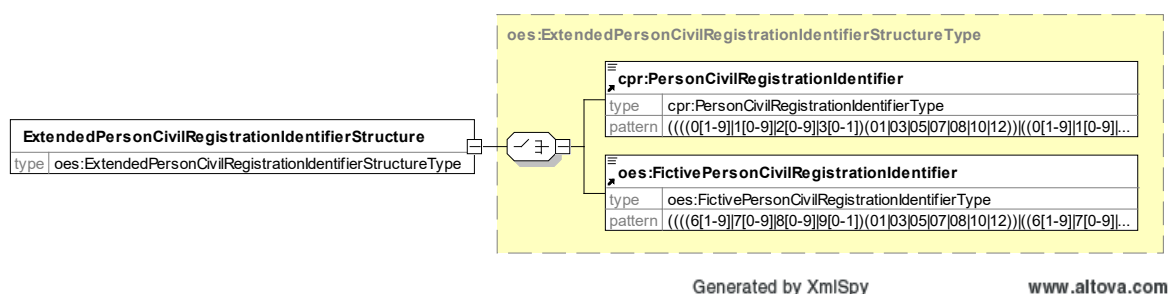 oes:ExtendedPersonCivilRegistrationIdentifierStructureType
cpr:PersonCivilRegistrationIdentifier
type cpr:PersonCivilRegistrationIdentifierType
pattern ((((0[1-9]|1[0-9]|2[0-9]|3[0-1])(01|03|05|07|08|10|12))|((0[1-9]|1[0-9]|...
ExtendedPersonCivilRegistrationIdentifierStructure
type oes:ExtendedPersonCivilRegistrationIdentifierStructureType
oes:FictivePersonCivilRegistrationIdentifier
type oes:FictivePersonCivilRegistrationIdentifierType
pattern ((((6[1-9]|7[0-9]|8[0-9]|9[0-1])(01|03|05|07|08|10|12))|((6[1-9]|7[0-9]|...
Generated by XmlSpy www.altova.com